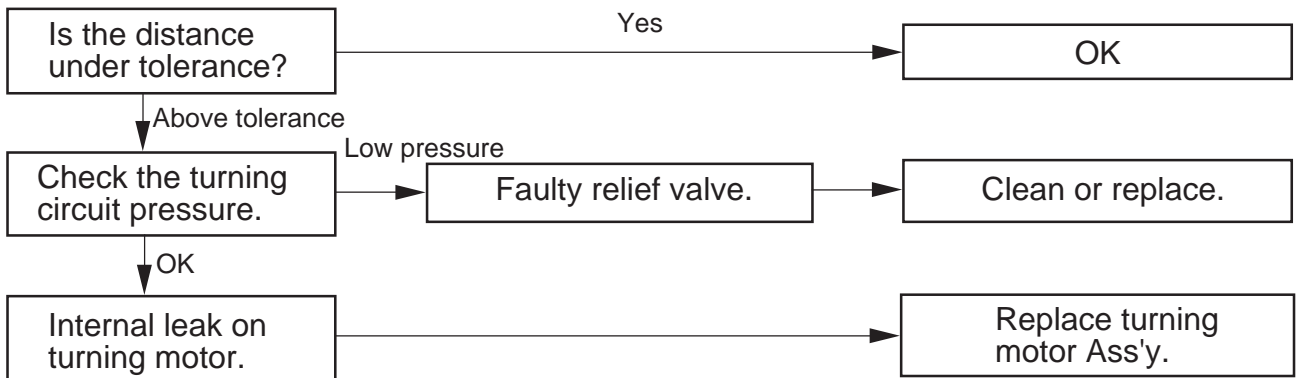 Is the distance
under tolerance?
Yes
OK
Above tolerance
Low pressure
Check the turning
circuit pressure.
Faulty relief valve.
Clean or replace.
OK
Internal leak on
turning motor.
Replace turning
motor Ass'y.